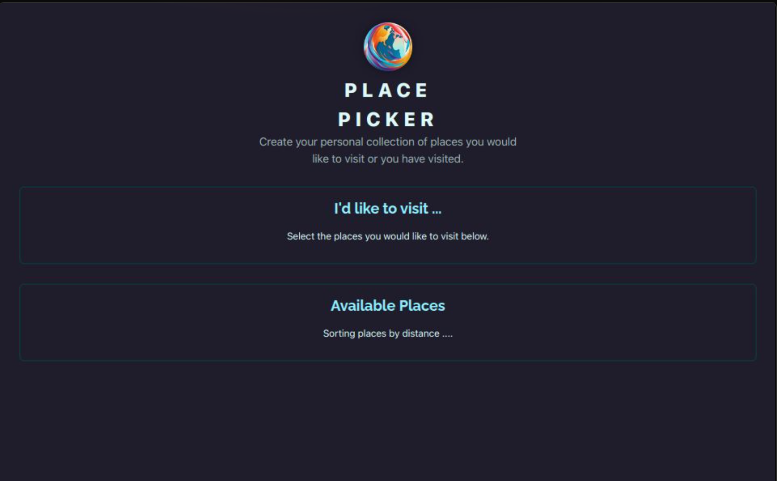 PLACE
PICKER
Create your personal collection of places you would
like to visit or you have visited.
I'd like to visit ...
Select the places you would like to visit below.
Available Places
Sorting places by distance ....